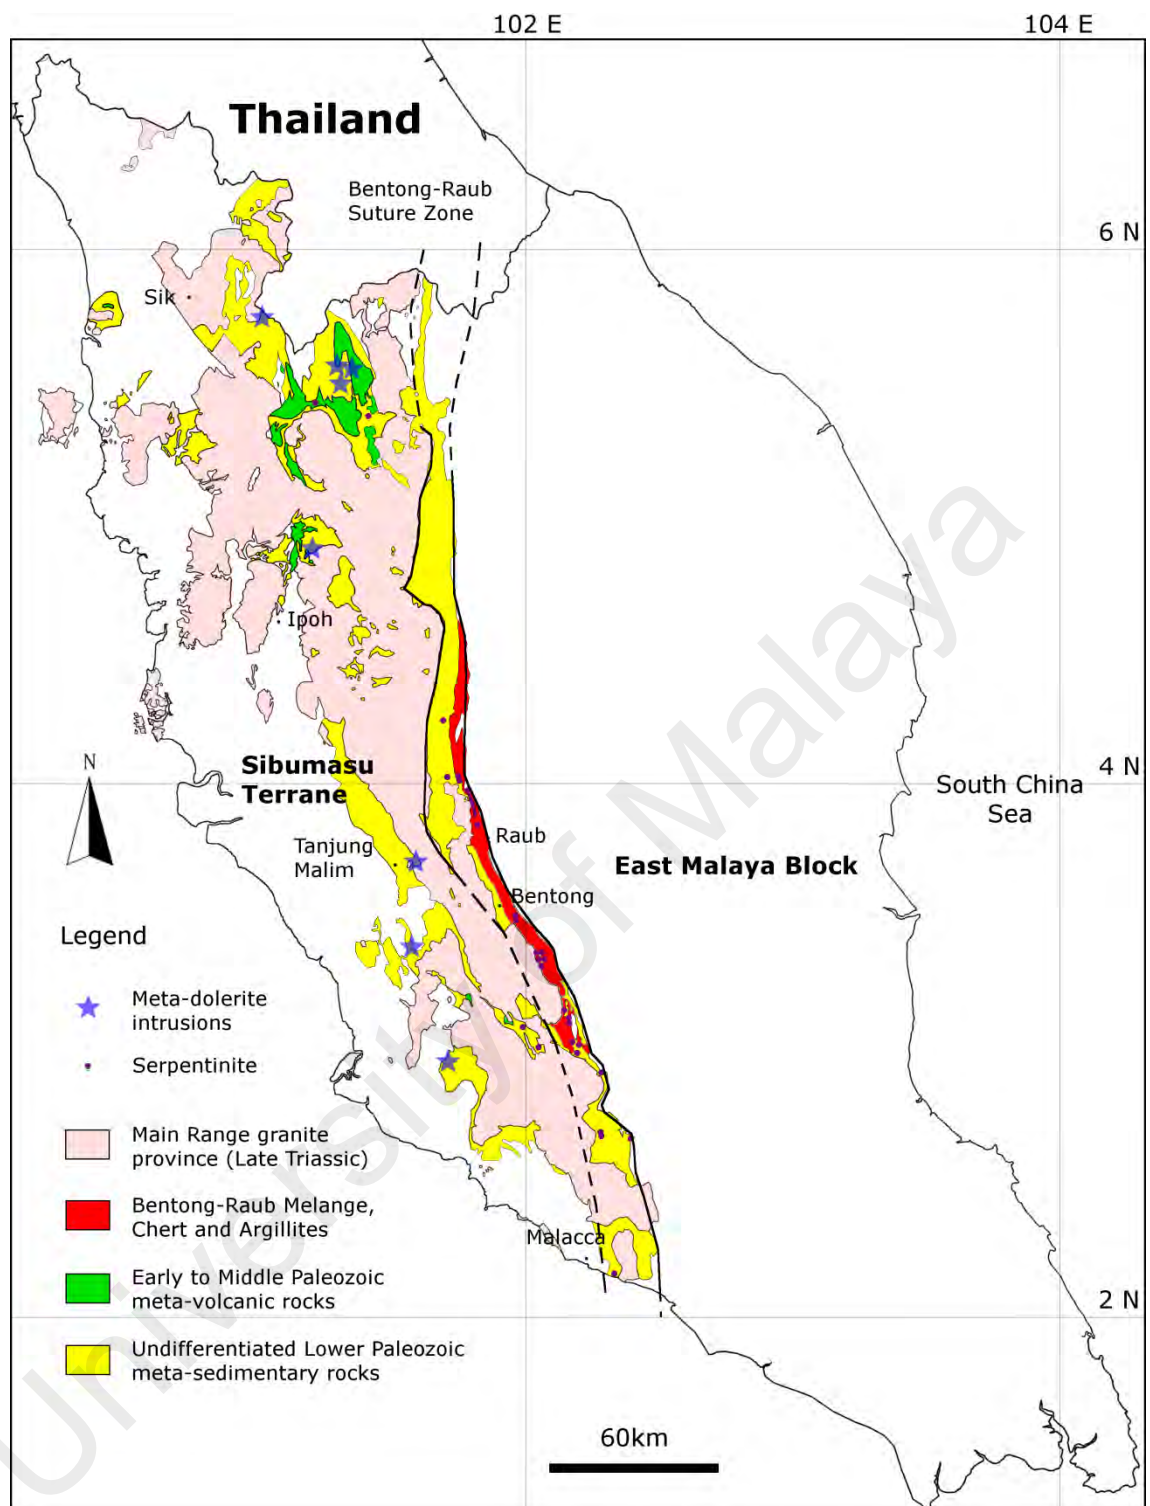 102 E
104 E
Thailand
Bentong-Raub
Suture Zone
6 N
Sik
Ipoh
Sibumasu
Terrane
N
4 N
South China
Sea
Tanjung
Malim
Raub
East Malaya Block
Bentong
Legend
Meta-dolerite
intrusions
Serpentinite
Main Range granite
province (Late Triassic)
Bentong-Raub Melange,
Chert and Argillites
Malacca
Early to Middle Paleozoic
meta-volcanic rocks
2 N
Undifferentiated Lower Paleozoic
meta-sedimentary rocks
60km
University of Malaya